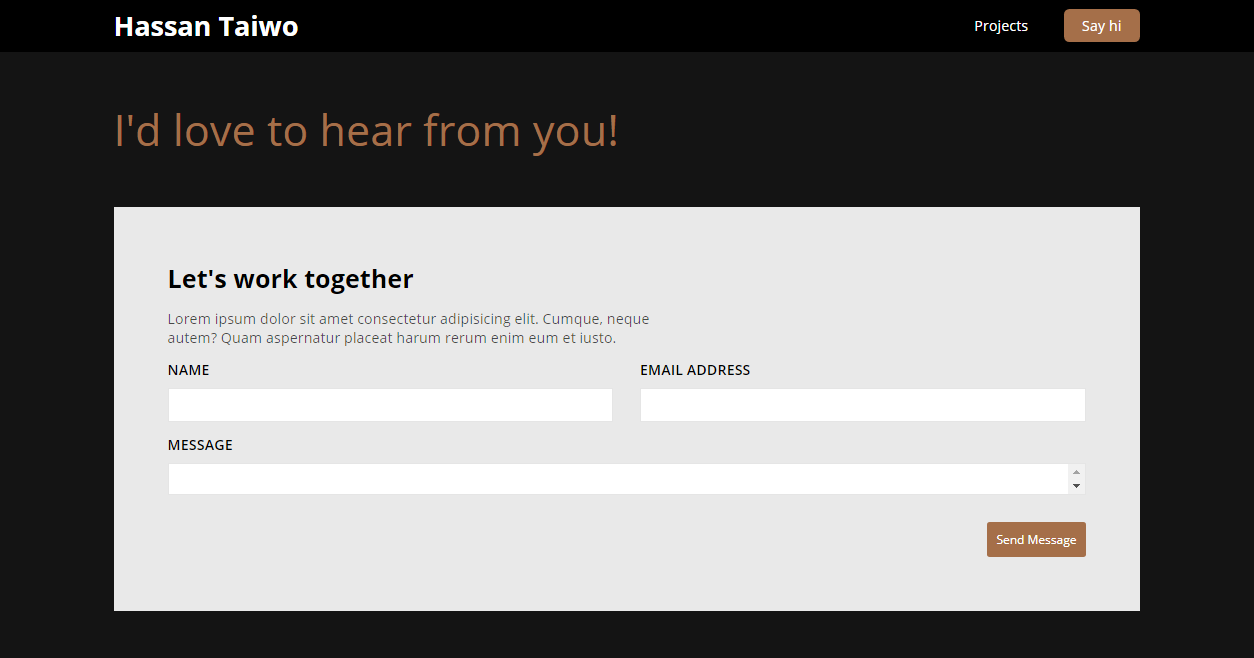 Hassan Taiwo
Projects
Say hi
I'd love to hear from you!
Let's work together
Lorem ipsum dolor sit amet consectetur adipisicing elit. Cumque, neque
autem? Quam aspernatur placeat harum rerum enim eum et iusto.
NAME
EMAIL ADDRESS
MESSAGE
Send Message